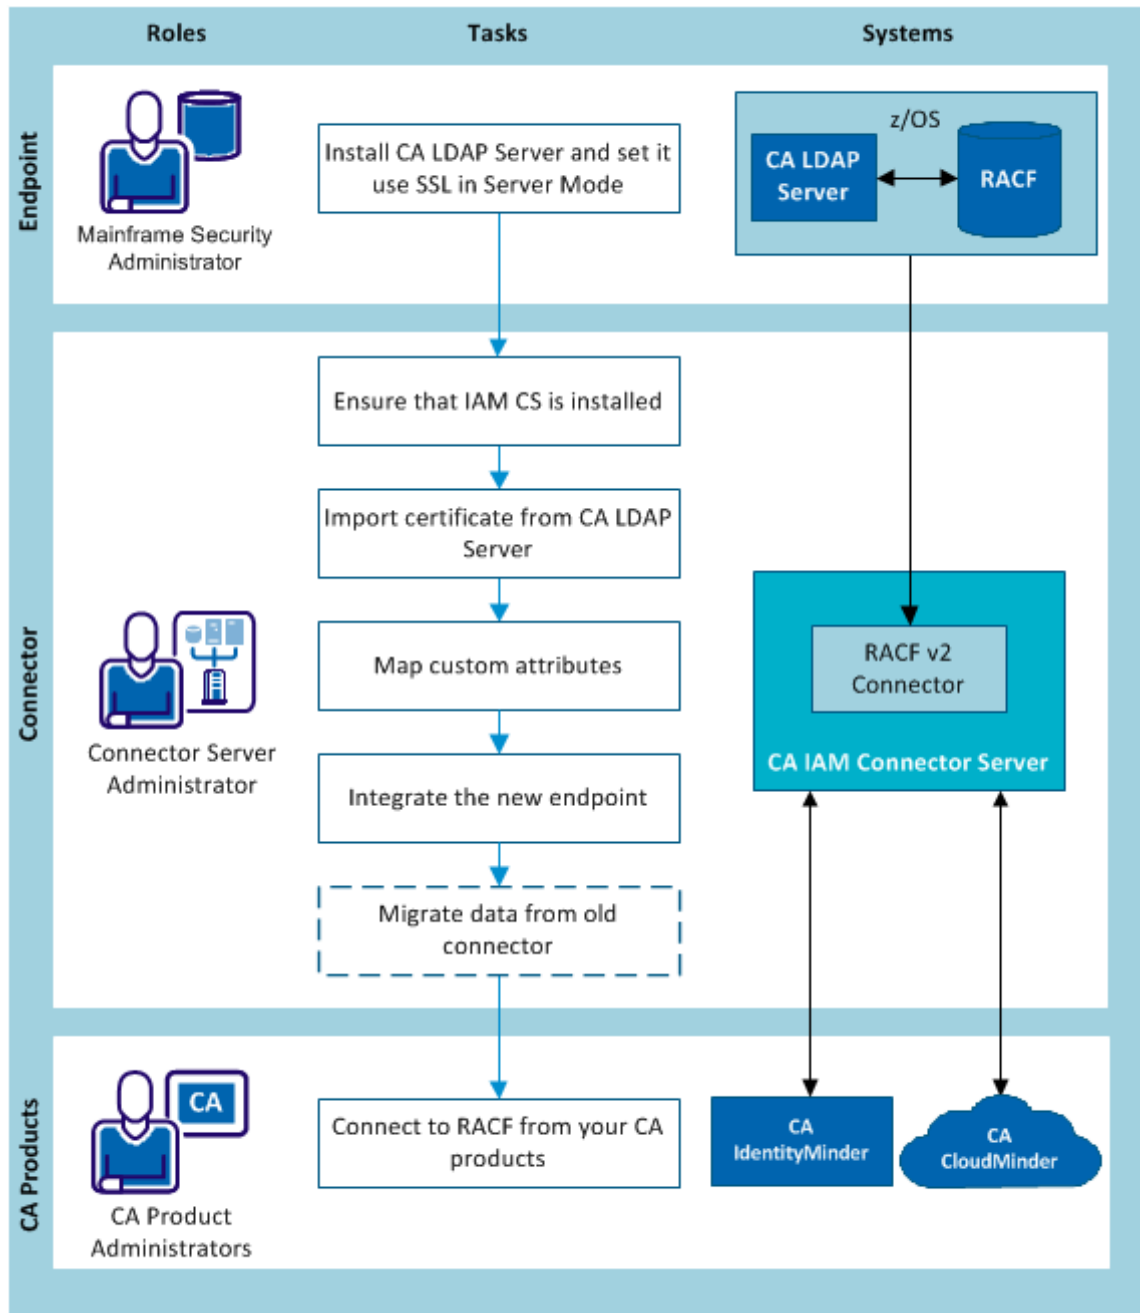 Roles
Tasks
Systems
Endpoint
Mainframe Security
Administrator
Install CA LDAP Server and set it
use SSL in Server Mode
z/OS
CA LDAP
Server
RACF
Connector
Connector Server
Administrator
Ensure that IAM CS is installed
Import certificate from CA LDAP
Server
Map custom attributes
Integrate the new endpoint
Migrate data from old
connector
RACF v2
Connector
CA IAM Connector Server
CA Products
CA
CA Product
Administrators
Connect to RACF from your CA
products
CA
IdentityMinder
CA
CloudMinder